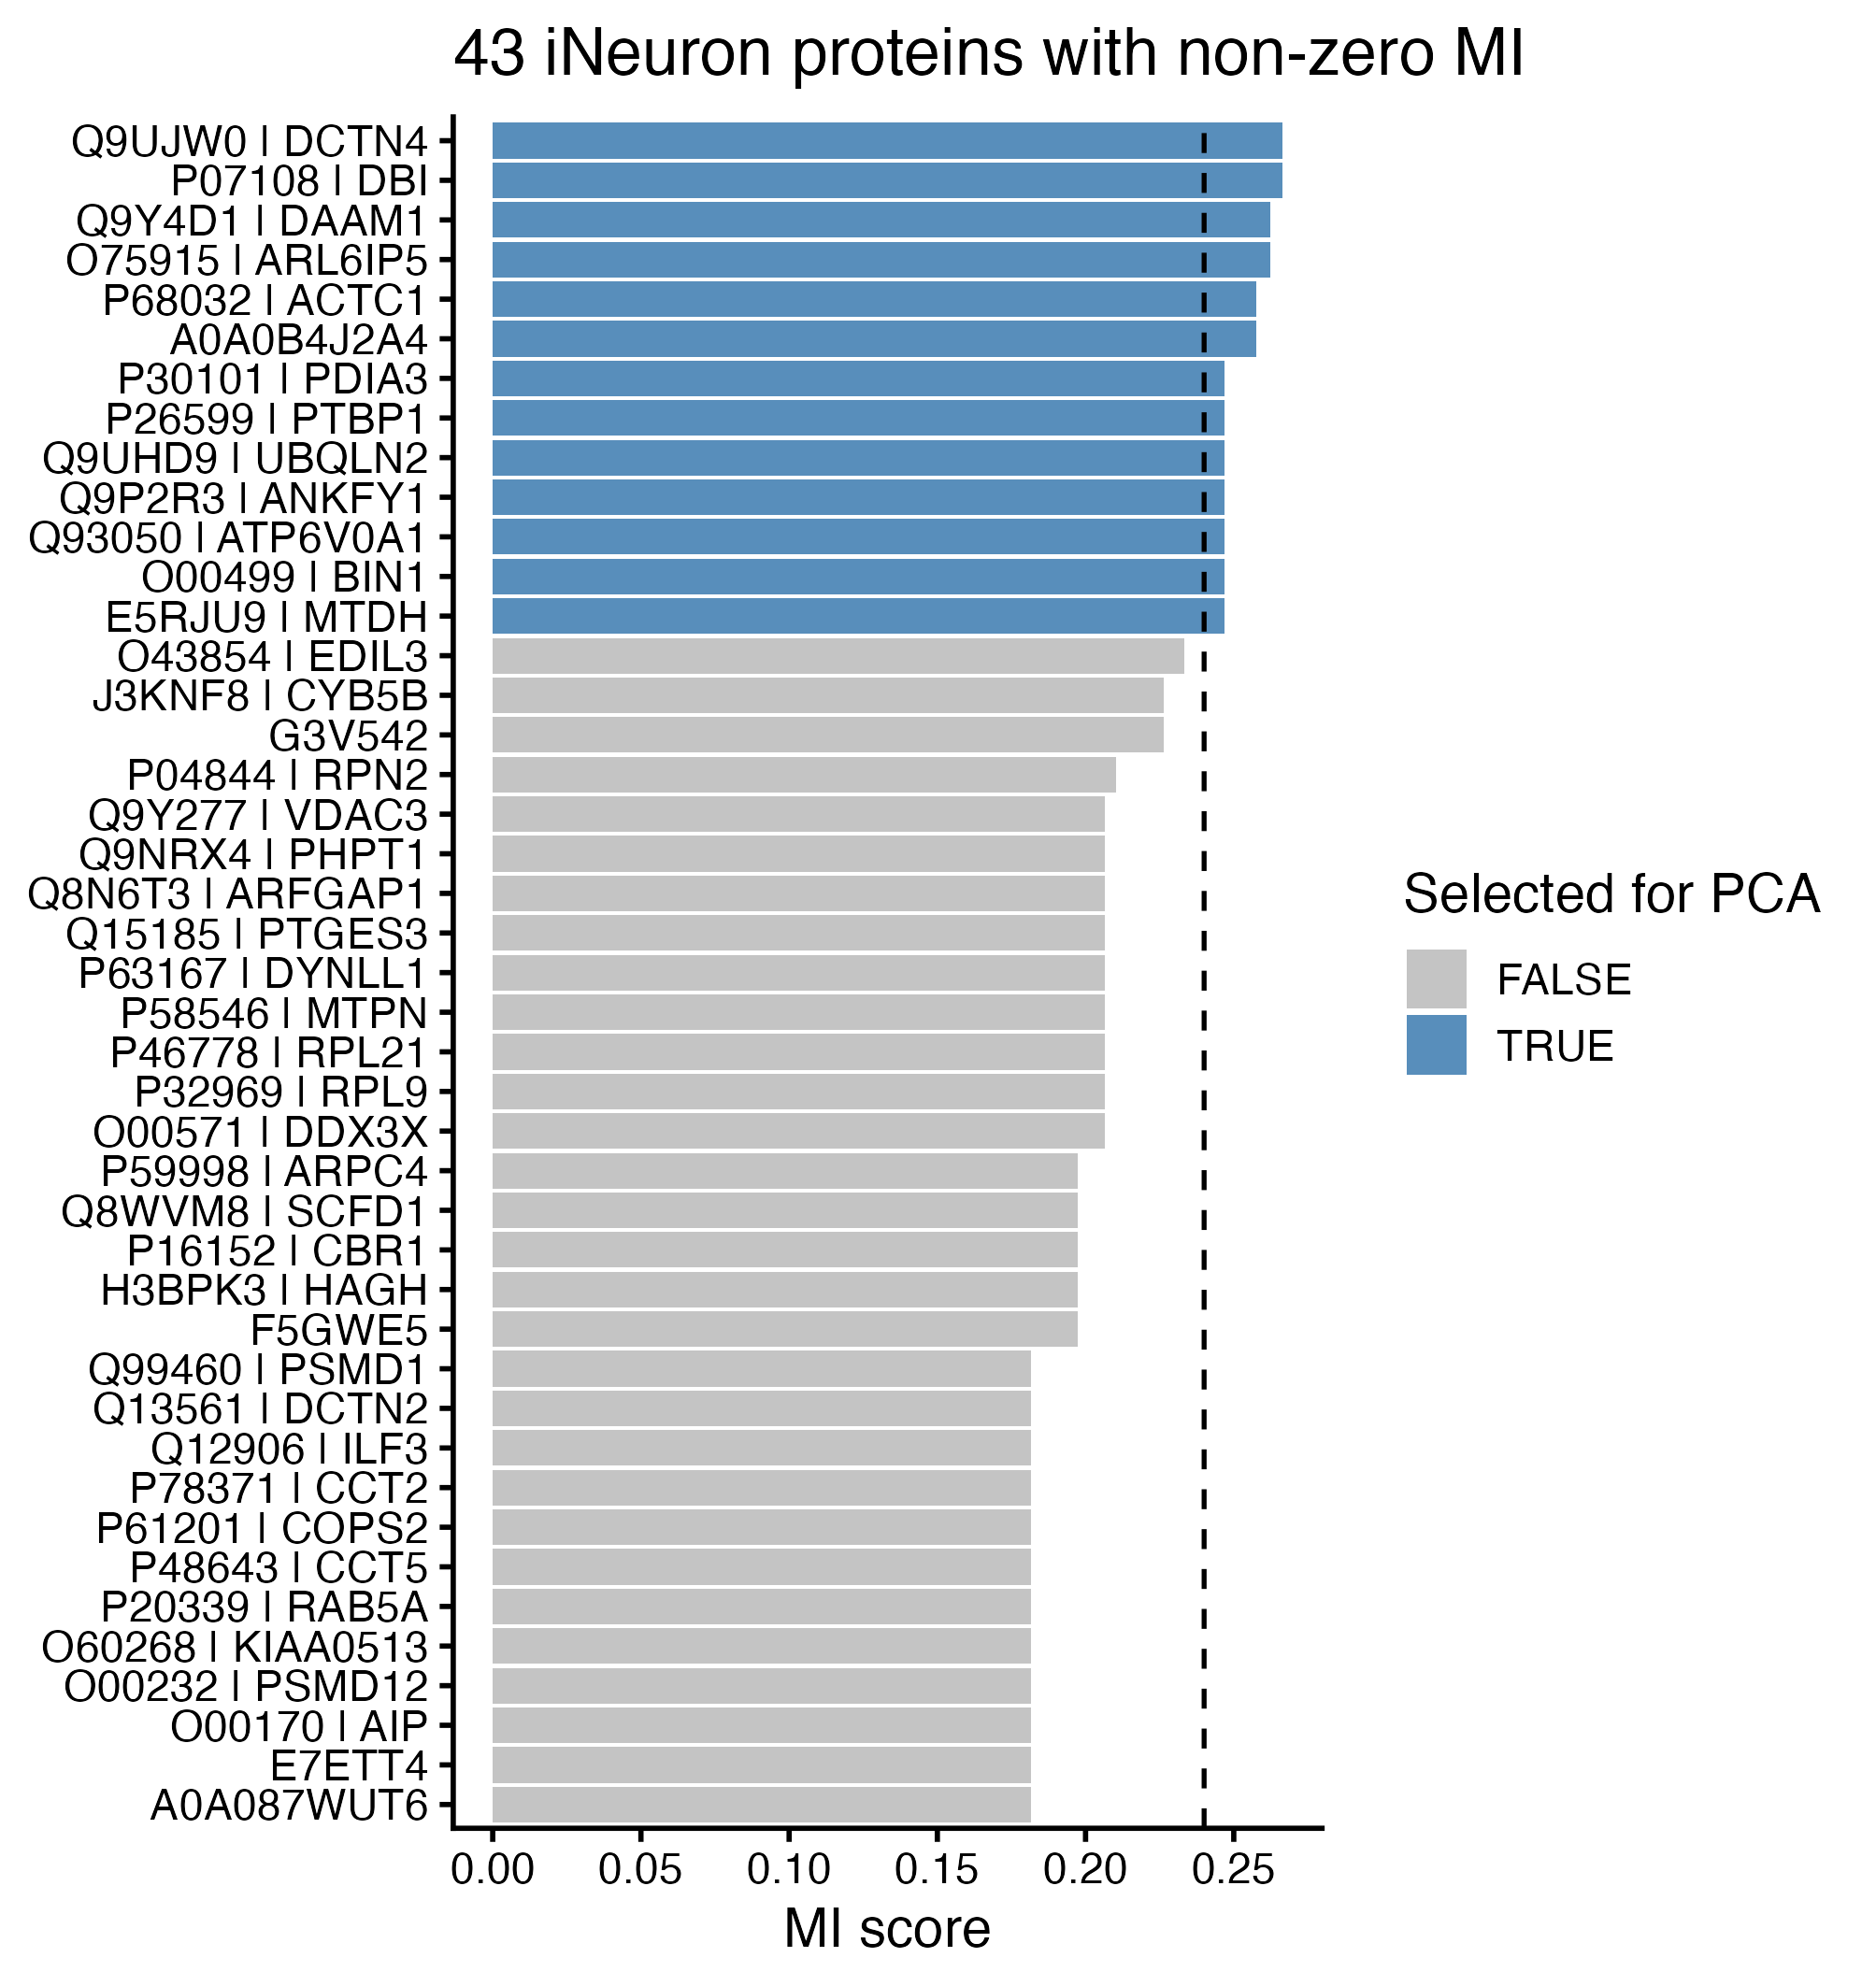 43 iNeuron proteins with non-zero MI
Q9UJW0 | DCTN4
P07108 | DBI
Q9Y4D1 | DAAM1
O75915 | ARL6IP5
P68032 | ACTC1
A0A0B4J2A4
P30101 | PDIA3
P26599 | PTBP1
Q9UHD9 | UBQLN2
Q9P2R3 | ANKFY1
Q93050 | ATP6V0A1
O00499 | BIN1
E5RJU9 | MTDH
O43854 | EDIL3
J3KNF8 | CYB5B
G3V542
P04844 | RPN2
Q9Y277 | VDAC3
Q9NRX4 | PHPT1
Q8N6T3 | ARFGAP1
Q15185 | PTGES3
P63167 | DYNLL1
P58546 | MTPN
P46778 | RPL21
P32969 | RPL9
O00571 | DDX3X
P59998 | ARPC4
Q8WVM8 | SCFD1
P16152 | CBR1
H3BPK3 | HAGH
F5GWE5
Q99460 | PSMD1
Q13561 | DCTN2
Q12906 | ILF3
P78371 | CCT2
P61201 | COPS2
P48643 | CCT5
P20339 | RAB5A
O60268 | KIAA0513
O00232 | PSMD12
O00170 | AIP
E7ETT4
A0A087WUT6
0.00 0.05 0.10 0.15 0.20 0.25
MI score
Selected for PCA
FALSE
TRUE